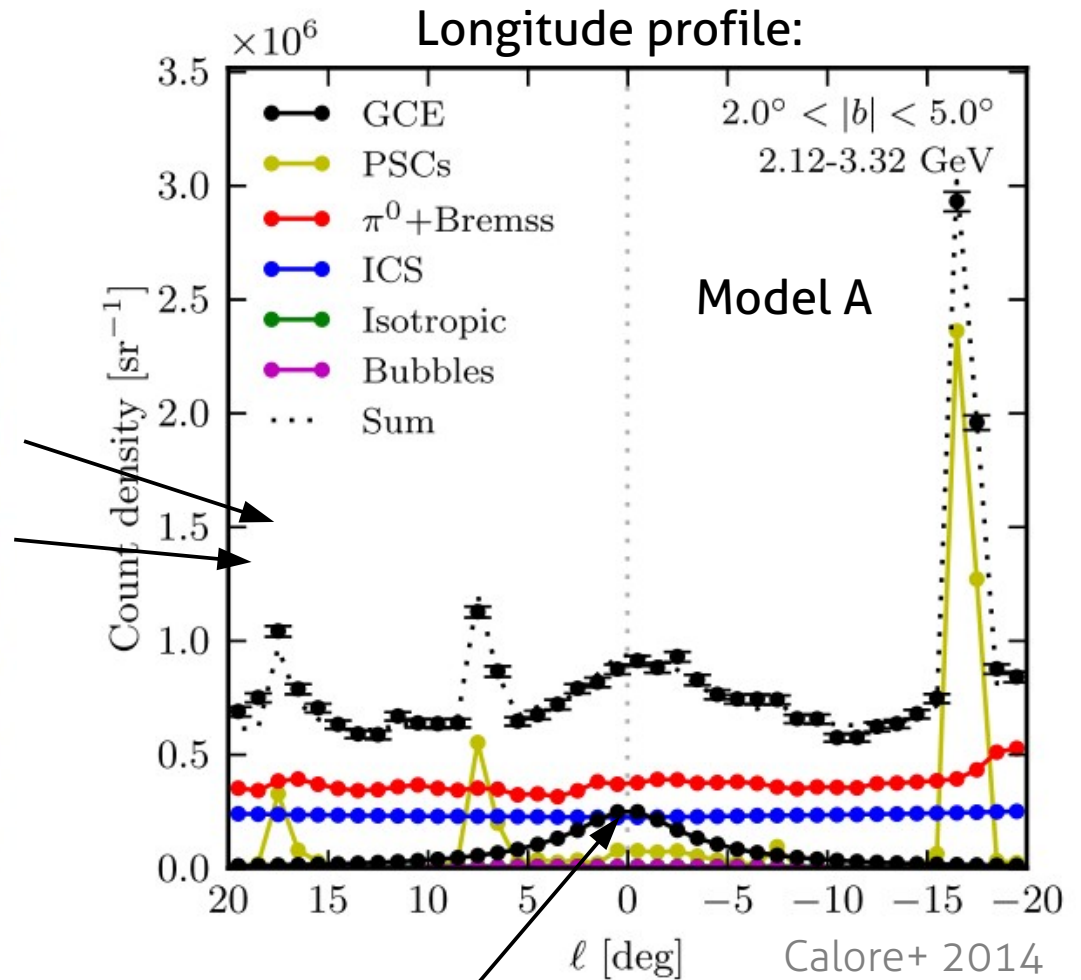 Longitude profile:
×10⁶
3.5
3.0
2.5
2.0
1.5
1.0
0.5
0.0
Count density [sr⁻¹]
GCE
PSCs
π⁰+Bremss
ICS
Isotropic
Bubbles
Sum
2.0° < |b| < 5.0°
2.12-3.32 GeV
Model A
20 15 10 5 0 −5 −10 −15 −20
ℓ [deg]
Calore+ 2014